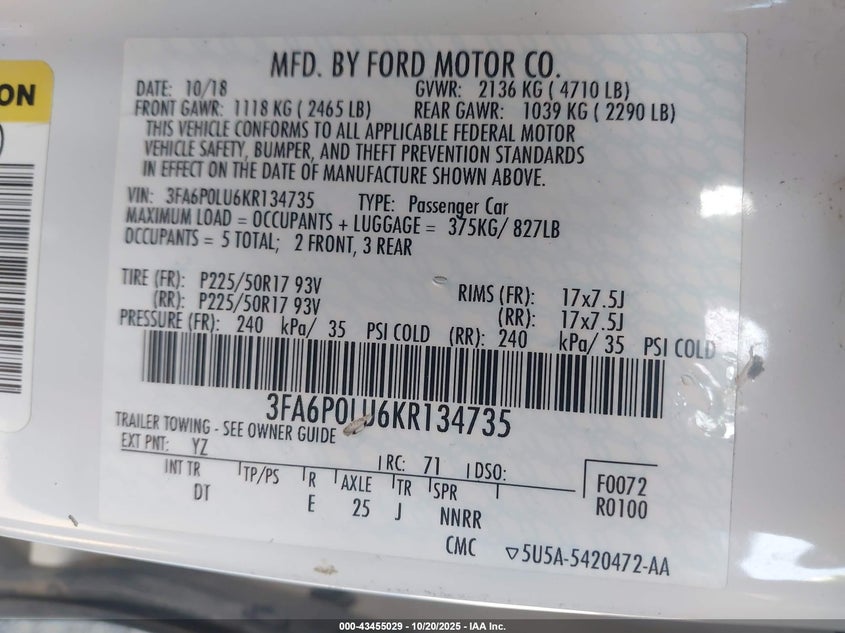 ON
MFD. BY FORD MOTOR CO.
DATE: 10/18 GVWR: 2136 KG ( 4710 LB)
FRONT GAWR: 1118 KG ( 2465 LB) REAR GAWR: 1039 KG ( 2290 LB)
THIS VEHICLE CONFORMS TO ALL APPLICABLE FEDERAL MOTOR
VEHICLE SAFETY, BUMPER, AND THEFT PREVENTION STANDARDS
IN EFFECT ON THE DATE OF MANUFACTURE SHOWN ABOVE.
VIN: 3FA6P0LU6KR134735 TYPE: Passenger Car
MAXIMUM LOAD = OCCUPANTS + LUGGAGE = 375KG/ 827LB
OCCUPANTS = 5 TOTAL; 2 FRONT, 3 REAR
TIRE (FR): P225/50R17 93V RIMS (FR): 17x7.5J
(RR): P225/50R17 93V (RR): 17x7.5J
PRESSURE (FR): 240 kPa/ 35 PSI COLD (RR): 240 kPa/ 35 PSI COLD
3FA6P0LU6KR134735
TRAILER TOWING - SEE OWNER GUIDE
EXT PNT: YZ RC: 71 DSO: F0072
INT TR TP/PS R AXLE TR SPR R0100
DT E 25 J NNRR
CMC ▽5U5A-5420472-AA
000-43455029 | 10/20/2025 - IAA Inc.